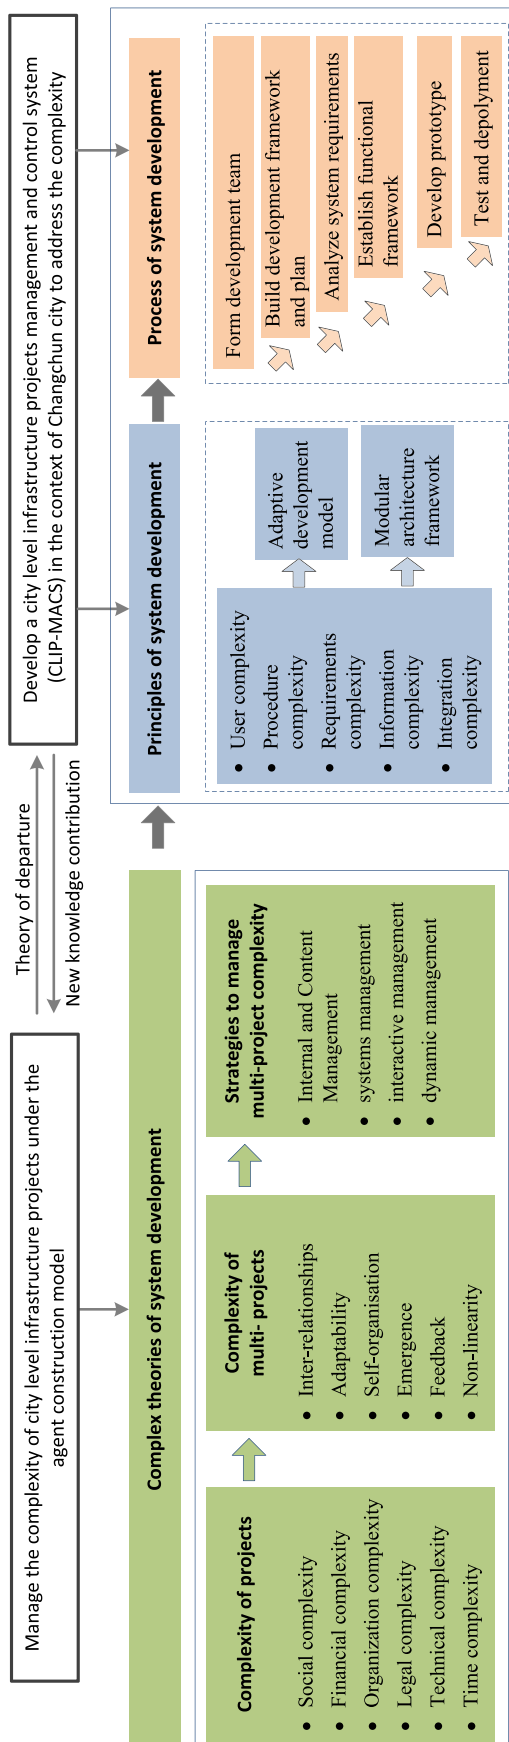 Manage the complexity of city level infrastructure projects under the
agent construction model
Theory of departure
New knowledge contribution
Develop a city level infrastructure projects management and control system
(CLIP-MACS) in the context of Changchun city to address the complexity
Complex theories of system development
Principles of system development
Process of system development
Complexity of projects
• Social complexity
• Financial complexity
• Organization complexity
• Legal complexity
• Technical complexity
• Time complexity
Complexity of
multi- projects
• Inter-relationships
• Adaptability
• Self-organisation
• Emergence
• Feedback
• Non-linearity
Strategies to manage
multi-project complexity
• Internal and Content
Management
• systems management
• interactive management
• dynamic management
• User complexity
• Procedure
complexity
• Requirements
complexity
• Information
complexity
• Integration
complexity
Adaptive
development
model
Modular
architecture
framework
Form development team
Build development framework
and plan
Analyze system requirements
Establish functional
framework
Develop prototype
Test and depolyment